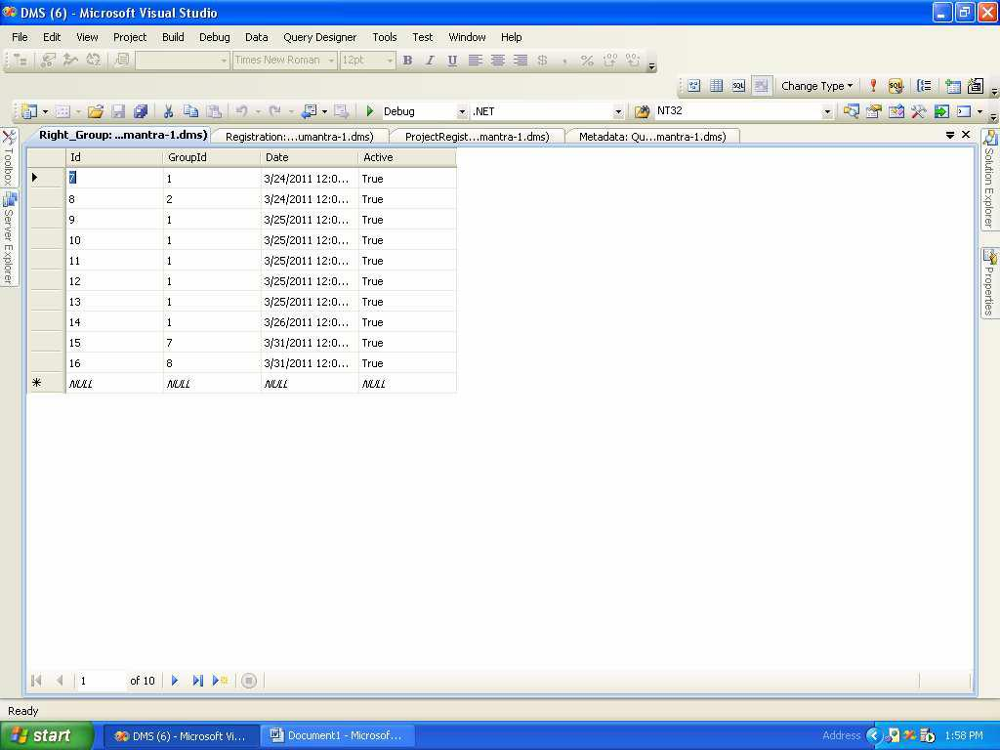 DMS (6) - Microsoft Visual Studio
File Edit View Project Build Debug Data Query Designer Tools Test Window Help
Times New Roman 12pt B I U $ , %
SQL Change Type ! SQL
Debug .NET NT32
Right_Group: ...mantra-1.dms) Registration:...umantra-1.dms) ProjectRegist...mantra-1.dms) Metadata: Qu...mantra-1.dms)
Toolbox
Server Explorer
Id GroupId Date Active
7 1 3/24/2011 12:0... True
8 2 3/24/2011 12:0... True
9 1 3/25/2011 12:0... True
10 1 3/25/2011 12:0... True
11 1 3/25/2011 12:0... True
12 1 3/25/2011 12:0... True
13 1 3/25/2011 12:0... True
14 1 3/26/2011 12:0... True
15 7 3/31/2011 12:0... True
16 8 3/31/2011 12:0... True
NULL NULL NULL NULL
Solution Explorer
Properties
1 of 10
Ready
start DMS (6) - Microsoft Vi... Document1 - Microsof... Address 1:58 PM